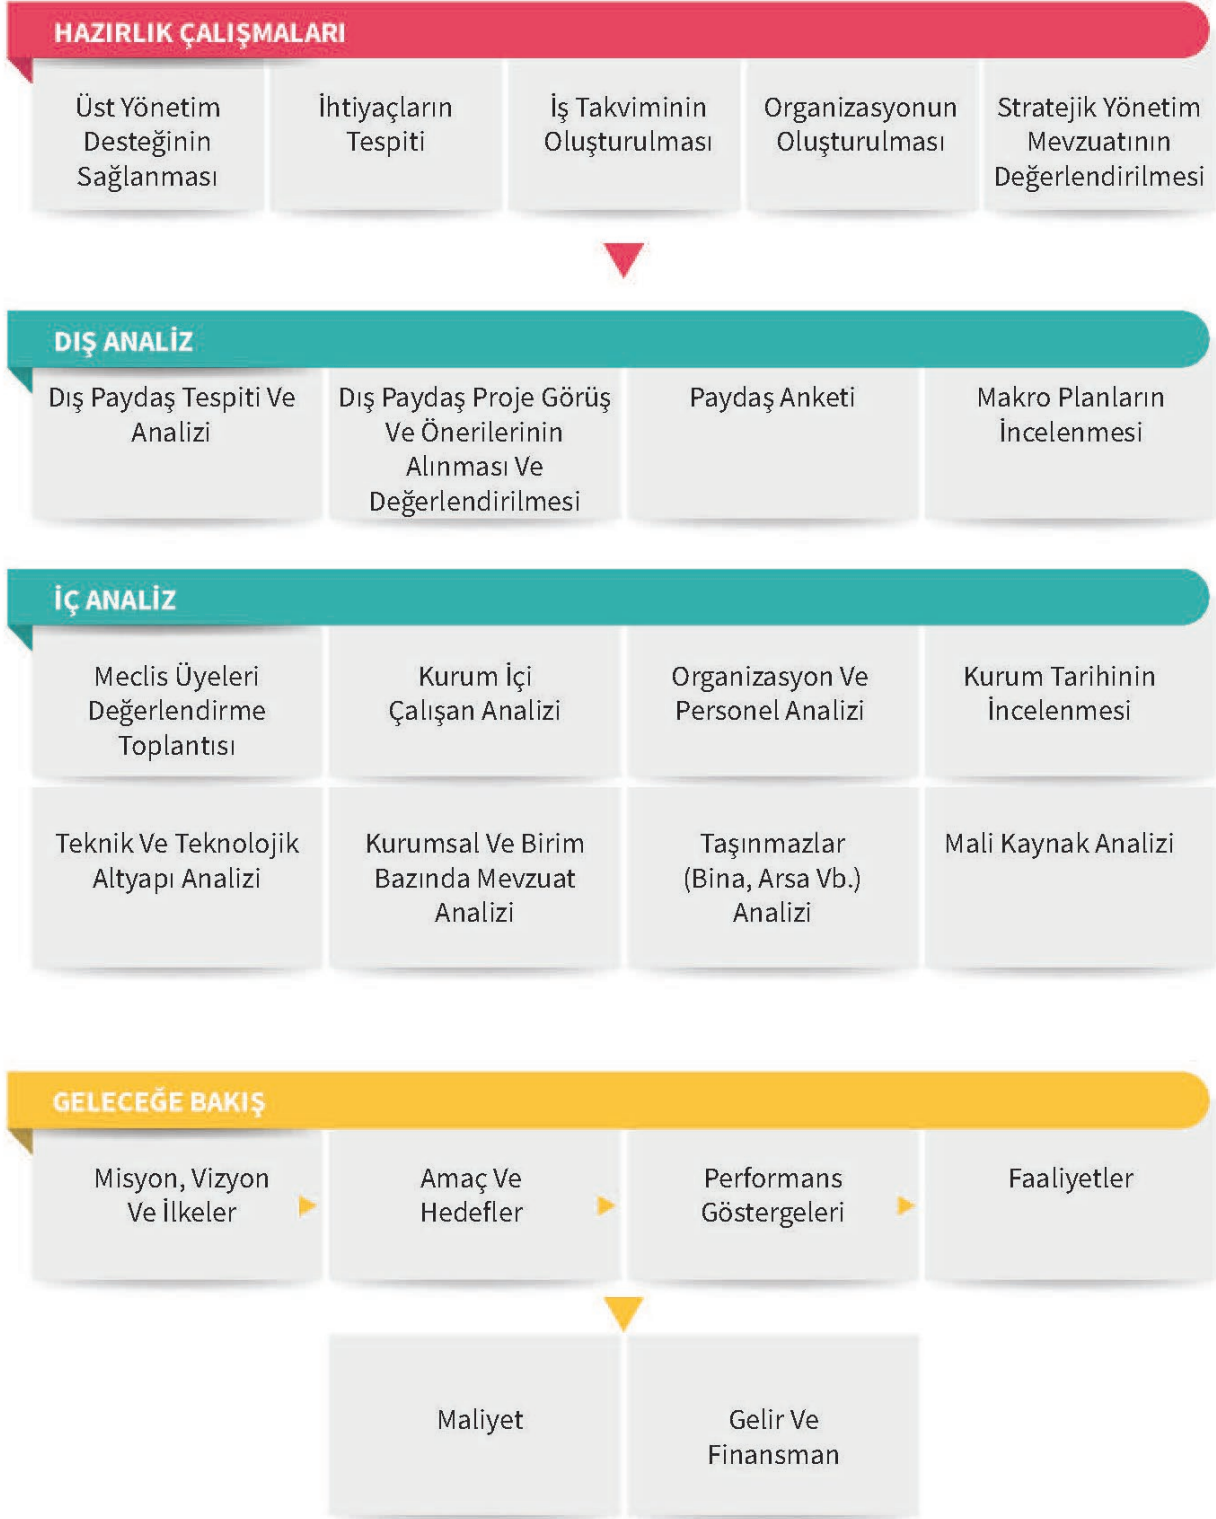 HAZIRLIK ÇALIŞMALARI
Üst Yönetim
Desteğinin
Sağlanması
İhtiyaçların
Tespiti
İş Takviminin
Oluşturulması
Organizasyonun
Oluşturulması
Stratejik Yönetim
Mevzuatının
Değerlendirilmesi
DIŞ ANALİZ
Dış Paydaş Tespiti Ve
Analizi
Dış Paydaş Proje Görüş
Ve Önerilerinin
Alınması Ve
Değerlendirilmesi
Paydaş Anketi
Makro Planların
İncelenmesi
İÇ ANALİZ
Meclis Üyeleri
Değerlendirme
Toplantısı
Kurum İçi
Çalışan Analizi
Organizasyon Ve
Personel Analizi
Kurum Tarihinin
İncelenmesi
Teknik Ve Teknolojik
Altyapı Analizi
Kurumsal Ve Birim
Bazında Mevzuat
Analizi
Taşınmazlar
(Bina, Arsa Vb.)
Analizi
Mali Kaynak Analizi
GELECEĞE BAKIŞ
Misyon, Vizyon
Ve İlkeler
Amaç Ve
Hedefler
Performans
Göstergeleri
Faaliyetler
Maliyet
Gelir Ve
Finansman